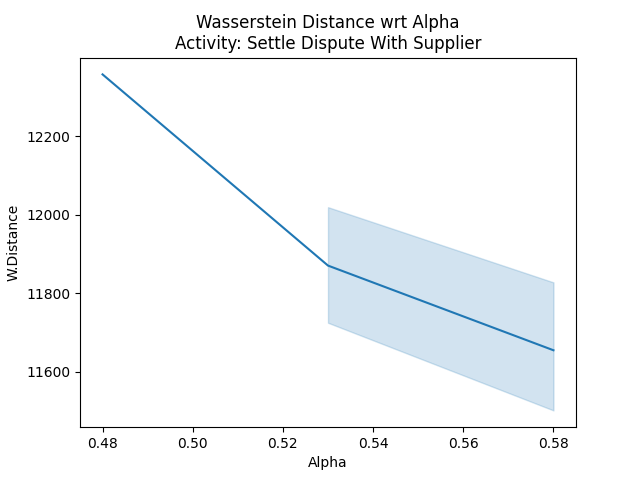 Wasserstein Distance wrt Alpha
Activity: Settle Dispute With Supplier
12200
12000
11800
11600
W.Distance
0.48 0.50 0.52 0.54 0.56 0.58
Alpha